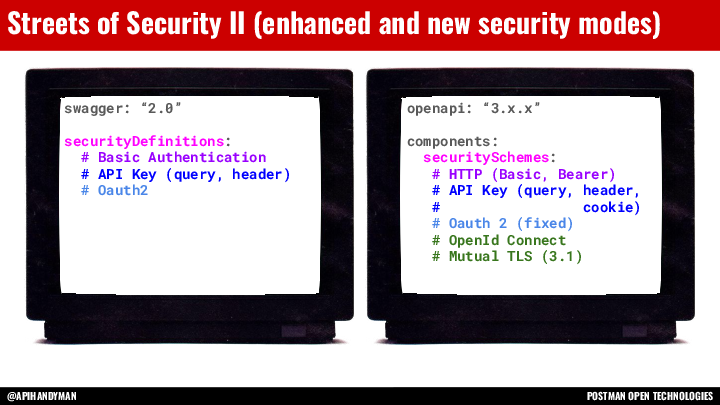 Streets of Security II (enhanced and new security modes)
swagger: “2.0”
securityDefinitions:
# Basic Authentication
# API Key (query, header)
# Oauth2
openapi: “3.x.x”
components:
securitySchemes:
# HTTP (Basic, Bearer)
# API Key (query, header,
# cookie)
# Oauth 2 (fixed)
# OpenId Connect
# Mutual TLS (3.1)
@APIHANDYMAN
POSTMAN OPEN TECHNOLOGIES